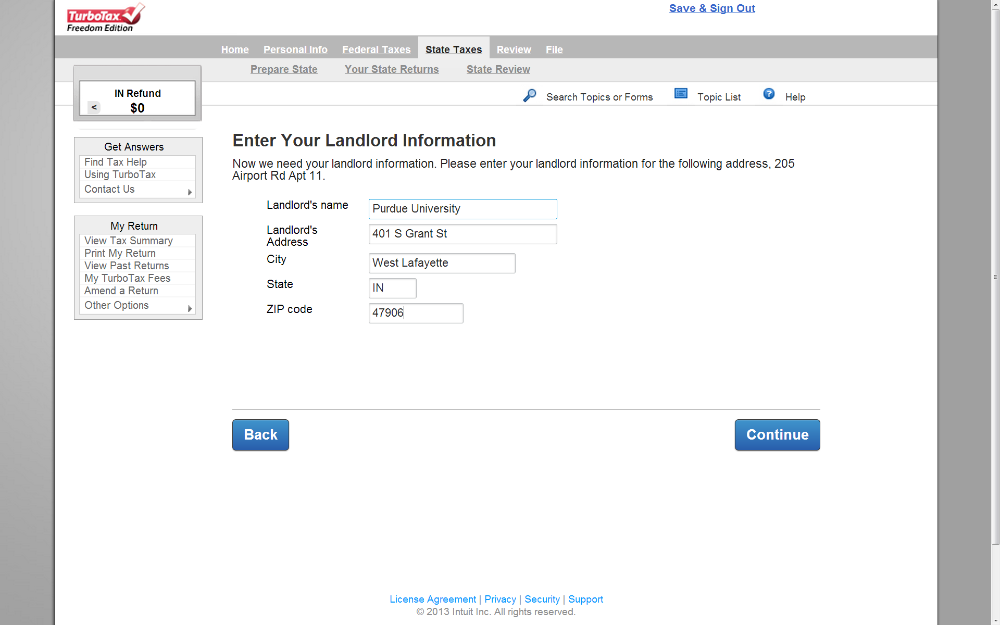 TurboTax
Freedom Edition
Save & Sign Out
Home Personal Info Federal Taxes State Taxes Review File
Prepare State Your State Returns State Review
IN Refund
< $0
Search Topics or Forms Topic List ? Help
Get Answers
Find Tax Help
Using TurboTax
Contact Us
My Return
View Tax Summary
Print My Return
View Past Returns
My TurboTax Fees
Amend a Return
Other Options
Enter Your Landlord Information
Now we need your landlord information. Please enter your landlord information for the following address, 205
Airport Rd Apt 11.
Landlord's name Purdue University
Landlord's
Address 401 S Grant St
City West Lafayette
State IN
ZIP code 47906
Back Continue
License Agreement | Privacy | Security | Support
© 2013 Intuit Inc. All rights reserved.